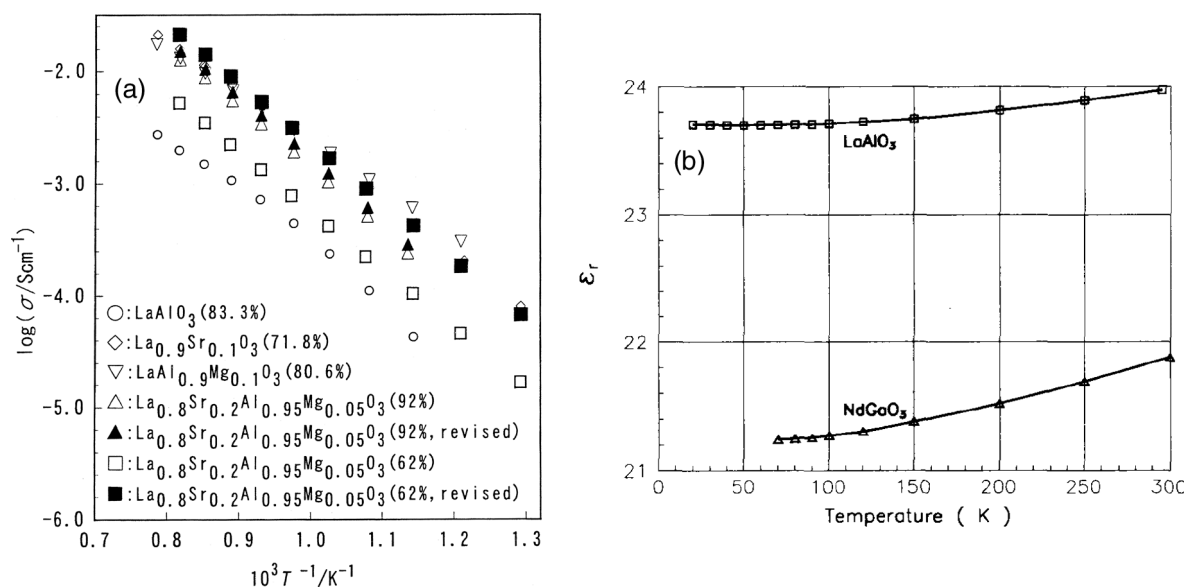 (a)
-2.0
-3.0
-4.0
-5.0
-6.0
log(σ/Scm⁻¹)
○:LaAlO₃(83.3%)
◇:La₀.₉Sr₀.₁O₃(71.8%)
▽:LaAl₀.₉Mg₀.₁O₃(80.6%)
△:La₀.₈Sr₀.₂Al₀.₉₅Mg₀.₀₅O₃(92%)
▲:La₀.₈Sr₀.₂Al₀.₉₅Mg₀.₀₅O₃(92%,revised)
□:La₀.₈Sr₀.₂Al₀.₉₅Mg₀.₀₅O₃(62%)
■:La₀.₈Sr₀.₂Al₀.₉₅Mg₀.₀₅O₃(62%,revised)
0.7 0.8 0.9 1.0 1.1 1.2 1.3
10³T⁻¹/K⁻¹
(b)
24
23
22
21
εr
LaAlO₃
NdGaO₃
0 50 100 150 200 250 300
Temperature ( K )